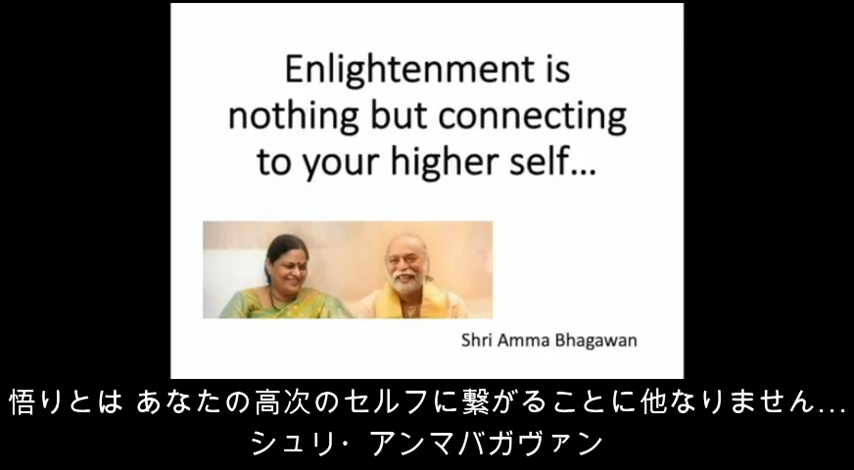 Enlightenment is
nothing but connecting
to your higher self...
Shri Amma Bhagawan
悟りとは あなたの高次のセルフに繋がることに他なりません...
シュリ・アンマバガヴァン